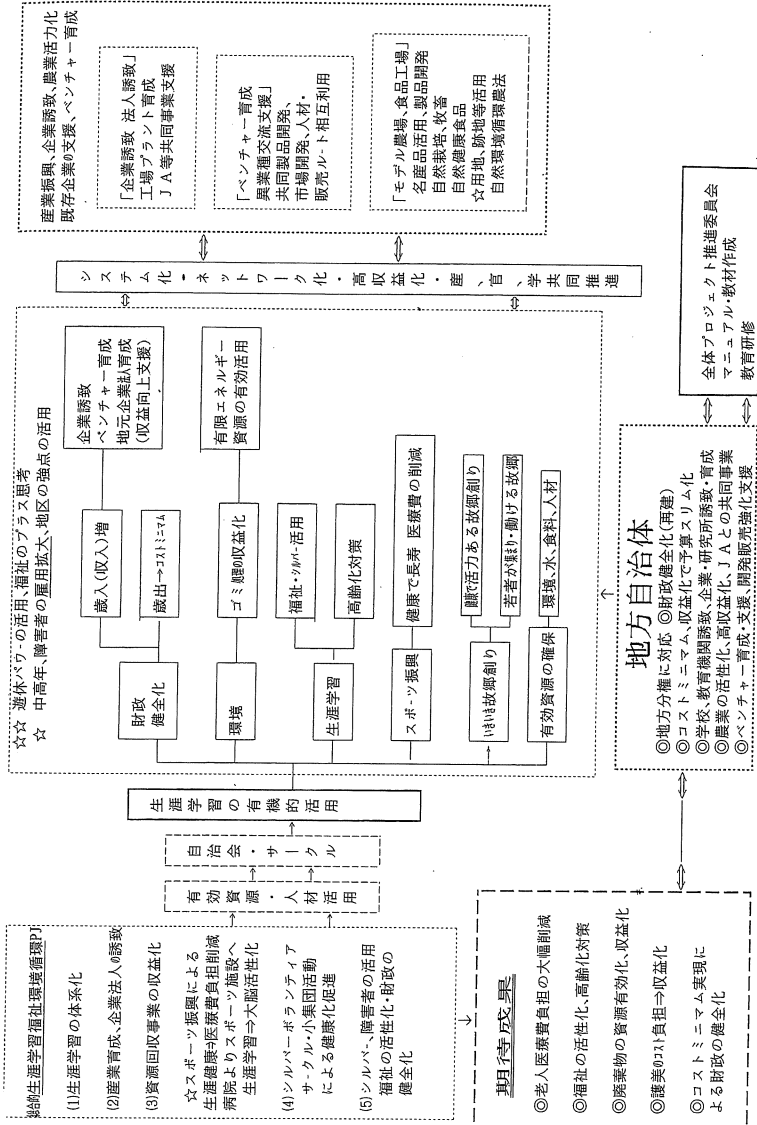 総合的生涯学習福祉環境循環PJ
(1)生涯学習の体系化
(2)産業育成、企業法人の誘致
(3)資源回収事業の収益化
☆スポーツ振興による
生涯健康⇒医療費負担削減
病院よりスポーツ施設へ
生涯学習⇒大脳活性化
(4)シルバーボランティア
サークル・小集団活動
による健康化促進
(5)シルバー、障害者の活用
福祉の活性化・財政の
健全化
有効資源・人材活用
自治会・サークル
生涯学習の有機的活用
☆☆ 遊休パワーの活用、福祉のプラス思考
☆ 中高年、障害者の雇用拡大、地区の強点の活用
財政
健全化
歳入(収入)増
歳出→コストミニマム
企業誘致
ベンチャー育成
地元企業法人育成
(収益向上支援)
環境
ゴミ処理の収益化
有限エネルギー
資源の有効活用
生涯学習
福祉・シルバー活用
高齢化対策
スポーツ振興
健康で長寿 医療費の削減
いきいき故郷創り
健康で活力ある故郷創り
若者が集まり・働ける故郷
有効資源の確保
環境、水、食料、人材
システム化・ネットワーク化・高収益化・産、官、学共同推進
産業振興、企業誘致、農業活力化
既存企業の支援、ベンチャー育成
「企業誘致 法人誘致」
工場プラント育成
JA等共同事業支援
「ベンチャー育成
異業種交流支援」
共同製品開発、
市場開発、人材・
販売ルート相互利用
「モデル農場、食品工場」
名産品活用、製品開発
自然栽培、牧畜
自然健康食品
☆用地、跡地等活用
自然環境循環農法
期待成果
◎老人医療費負担の大幅削減
◎福祉の活性化、高齢化対策
◎廃棄物の資源有効化、収益化
◎護美のコスト負担⇒収益化
◎コストミニマム実現に
よる財政の健全化
地方自治体
◎地方分権に対応 ◎財政健全化(再建)
◎コストミニマム、収益化で予算スリム化
◎学校、教育機関誘致、企業・研究所誘致・育成
◎農業の活性化、高収益化、JAとの共同事業
◎ベンチャー育成・支援、開発販売強化支援
全体プロジェクト推進委員会
マニュアル・教材作成
教育研修